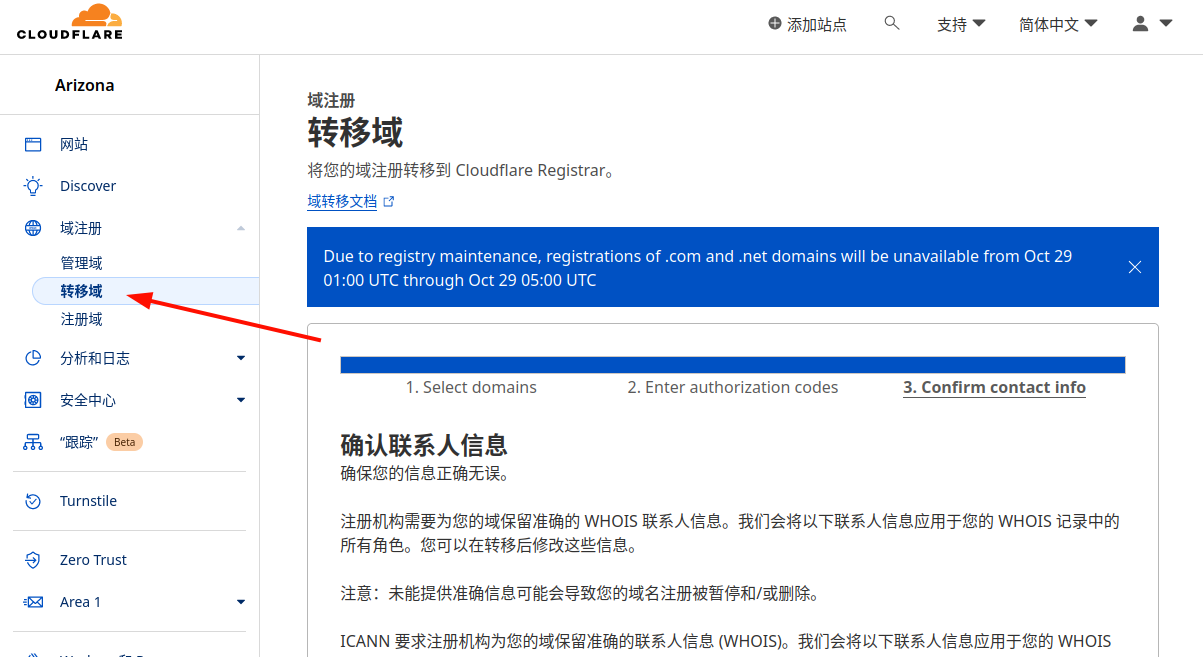 CLOUDFLARE
添加站点
支持
简体中文
Arizona
网站
Discover
域注册
管理域
转移域
注册域
分析和日志
安全中心
“跟踪” Beta
Turnstile
Zero Trust
Area 1
域注册
转移域
将您的域注册转移到 Cloudflare Registrar。
域转移文档
Due to registry maintenance, registrations of .com and .net domains will be unavailable from Oct 29
01:00 UTC through Oct 29 05:00 UTC
1. Select domains
2. Enter authorization codes
3. Confirm contact info
确认联系人信息
确保您的信息正确无误。
注册机构需要为您的域保留准确的 WHOIS 联系人信息。我们会将以下联系人信息应用于您的 WHOIS 记录中的
所有角色。您可以在转移后修改这些信息。
注意：未能提供准确信息可能会导致您的域名注册被暂停和/或删除。
ICANN 要求注册机构为您的域保留准确的联系人信息 (WHOIS)。我们会将以下联系人信息应用于您的 WHOIS